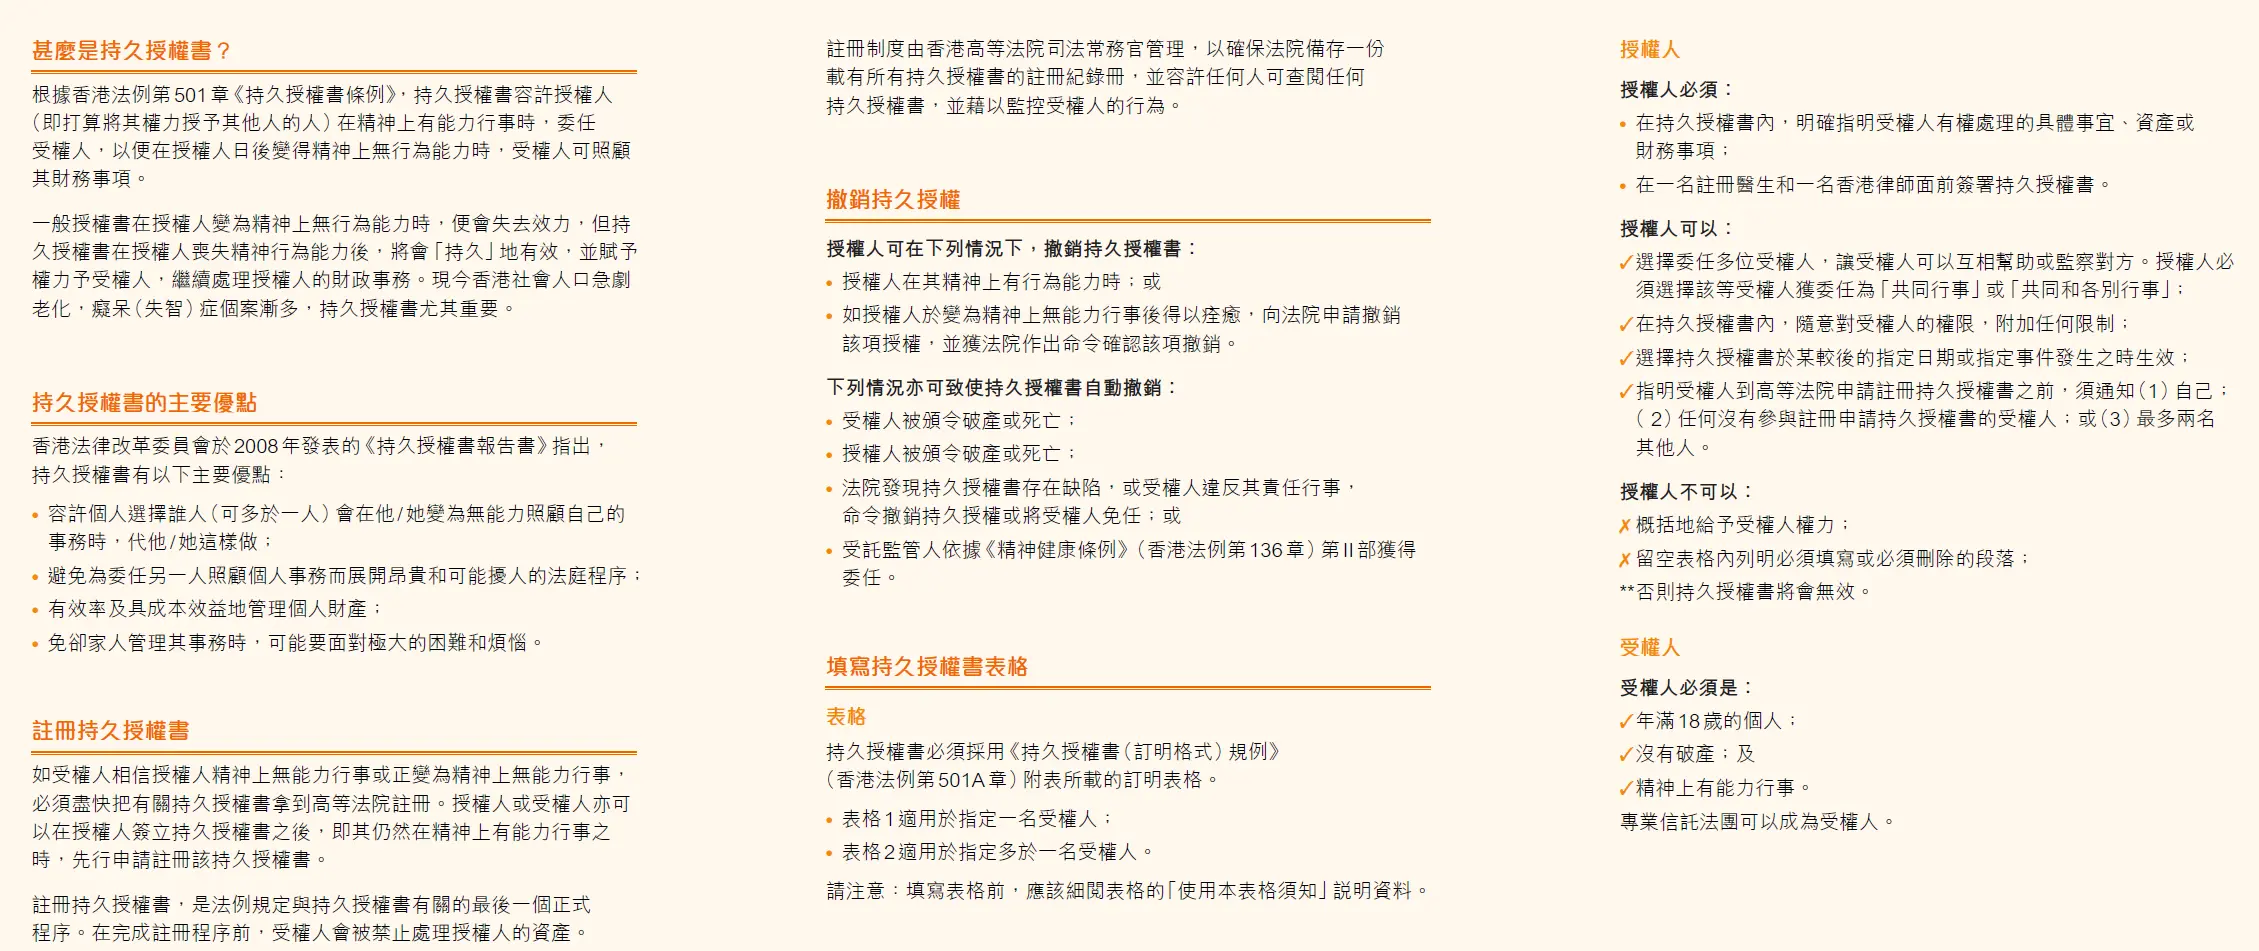 甚麼是持久授權書？
根據香港法例第501章《持久授權書條例》，持久授權書容許授權人
（即打算將其權力授予其他人的人）在精神上有能力行事時，委任
受權人，以便在授權人日後變得精神上無行為能力時，受權人可照顧
其財務事項。
一般授權書在授權人變為精神上無行為能力時，便會失去效力，但持
久授權書在授權人喪失精神行為能力後，將會「持久」地有效，並賦予
權力予受權人，繼續處理授權人的財政事務。現今香港社會人口急劇
老化，癡呆（失智）症個案漸多，持久授權書尤其重要。
持久授權書的主要優點
香港法律改革委員會於2008年發表的《持久授權書報告書》指出，
持久授權書有以下主要優點：
• 容許個人選擇誰人（可多於一人）會在他/她變為無能力照顧自己的
事務時，代他/她這樣做；
• 避免為委任另一人照顧個人事務而展開昂貴和可能擾人的法庭程序；
• 有效率及具成本效益地管理個人財產；
• 免卻家人管理其事務時，可能要面對極大的困難和煩惱。
註冊持久授權書
如受權人相信授權人精神上無能力行事或正變為精神上無能力行事，
必須盡快把有關持久授權書拿到高等法院註冊。授權人或受權人亦可
以在授權人簽立持久授權書之後，即其仍然在精神上有能力行事之
時，先行申請註冊該持久授權書。
註冊持久授權書，是法例規定與持久授權書有關的最後一個正式
程序。在完成註冊程序前，受權人會被禁止處理授權人的資產。
註冊制度由香港高等法院司法常務官管理，以確保法院備存一份
載有所有持久授權書的註冊紀錄冊，並容許任何人可查閱任何
持久授權書，並藉以監控受權人的行為。
撤銷持久授權
授權人可在下列情況下，撤銷持久授權書：
• 授權人在其精神上有行為能力時；或
• 如授權人於變為精神上無能力行事後得以痊癒，向法院申請撤銷
該項授權，並獲法院作出命令確認該項撤銷。
下列情況亦可致使持久授權書自動撤銷：
• 受權人被頒令破產或死亡；
• 授權人被頒令破產或死亡；
• 法院發現持久授權書存在缺陷，或受權人違反其責任行事，
命令撤銷持久授權或將受權人免任；或
• 受託監管人依據《精神健康條例》（香港法例第136章）第II部獲得
委任。
填寫持久授權書表格
表格
持久授權書必須採用《持久授權書（訂明格式）規例》
（香港法例第501A章）附表所載的訂明表格。
• 表格1適用於指定一名受權人；
• 表格2適用於指定多於一名受權人。
請注意：填寫表格前，應該細閱表格的「使用本表格須知」說明資料。
授權人
授權人必須：
• 在持久授權書內，明確指明受權人有權處理的具體事宜、資產或
財務事項；
• 在一名註冊醫生和一名香港律師面前簽署持久授權書。
授權人可以：
✓選擇委任多位受權人，讓受權人可以互相幫助或監察對方。授權人必
須選擇該等受權人獲委任為「共同行事」或「共同和各別行事」；
✓在持久授權書內，隨意對受權人的權限，附加任何限制；
✓選擇持久授權書於某較後的指定日期或指定事件發生之時生效；
✓指明受權人到高等法院申請註冊持久授權書之前，須通知（1）自己；
（2）任何沒有參與註冊申請持久授權書的受權人；或（3）最多兩名
其他人。
授權人不可以：
✗概括地給予受權人權力；
✗留空表格內列明必須填寫或必須刪除的段落；
**否則持久授權書將會無效。
受權人
受權人必須是：
✓年滿18歲的個人；
✓沒有破產；及
✓精神上有能力行事。
專業信託法團可以成為受權人。